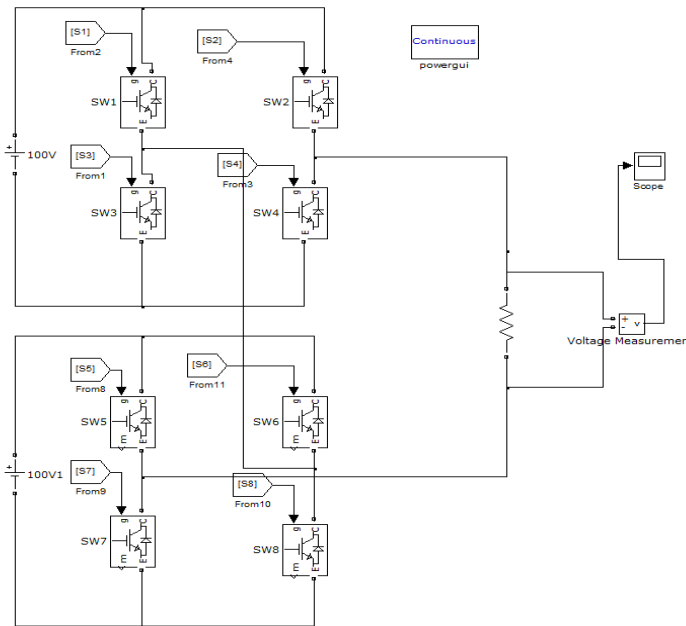 [S1]
From2
[S2]
From4
Continuous
powergui
g
C
E
SW1
g
C
E
SW2
+
100V
[S3]
From1
[S4]
From3
g
C
E
SW3
g
C
E
SW4
Scope
+
-
v
Voltage Measuremen
[S5]
From8
[S6]
From11
g
C
m
E
SW5
g
C
m
E
SW6
+
100V1
[S7]
From9
[S8]
From10
g
C
m
E
SW7
g
C
m
E
SW8